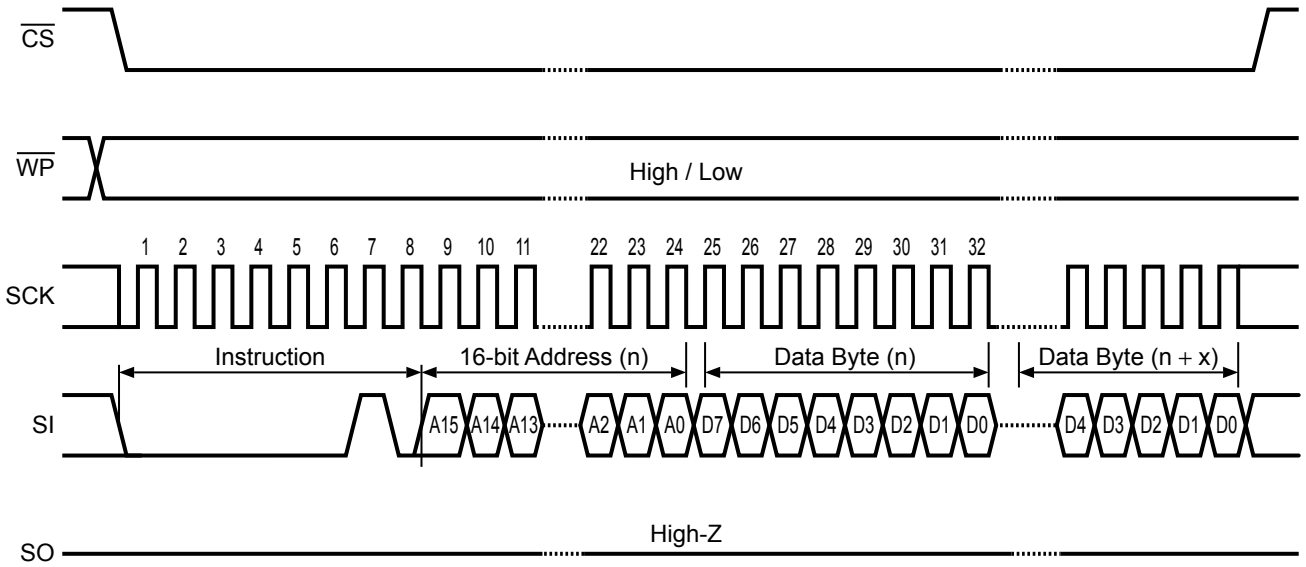 CS
WP
High / Low
1 2 3 4 5 6 7 8 9 10 11 22 23 24 25 26 27 28 29 30 31 32
SCK
Instruction 16-bit Address (n) Data Byte (n) Data Byte (n + x)
SI A15 A14 A13 A2 A1 A0 D7 D6 D5 D4 D3 D2 D1 D0 D4 D3 D2 D1 D0
High-Z
SO